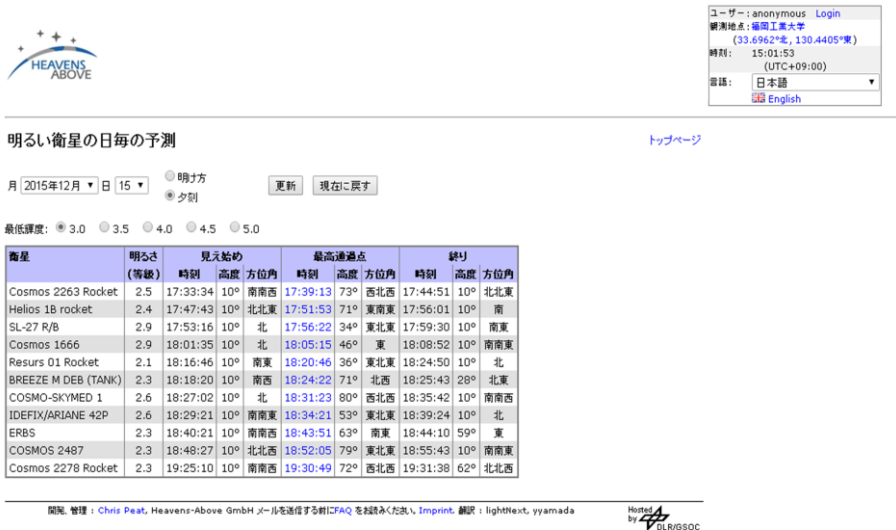 HEAVENS
ABOVE
ユーザー: anonymous Login
観測地点: 福岡工業大学
(33.6962°北, 130.4405°東)
時刻: 15:01:53
(UTC+09:00)
言語: 日本語
English
明るい衛星の日毎の予測
トップページ
月 2015年12月 日 15 明け方
夕刻
更新 現在に戻す
最低輝度: 3.0 3.5 4.0 4.5 5.0
衛星 明るさ 見え始め 最高通過点 終り
(等級) 時刻 高度 方位角 時刻 高度 方位角 時刻 高度 方位角
Cosmos 2263 Rocket 2.5 17:33:34 10° 南南西 17:39:13 73° 西北西 17:44:51 10° 北北東
Helios 1B rocket 2.4 17:47:43 10° 北北東 17:51:53 71° 東南東 17:56:01 10° 南
SL-27 R/B 2.9 17:53:16 10° 北 17:56:22 34° 東北東 17:59:30 10° 南東
Cosmos 1666 2.9 18:01:35 10° 北 18:05:15 46° 東 18:08:52 10° 南南東
Resurs 01 Rocket 2.1 18:16:46 10° 南東 18:20:46 36° 東北東 18:24:50 10° 北
BREEZE M DEB (TANK) 2.3 18:18:20 10° 南西 18:24:22 71° 北西 18:25:43 28° 北東
COSMO-SKYMED 1 2.6 18:27:02 10° 北 18:31:23 80° 西北西 18:35:42 10° 南南西
IDEFIX/ARIANE 42P 2.6 18:29:21 10° 南南東 18:34:21 53° 東北東 18:39:24 10° 北
ERBS 2.3 18:40:21 10° 南南西 18:43:51 63° 南東 18:44:10 59° 東
COSMOS 2487 2.3 18:48:27 10° 北北西 18:52:05 79° 東北東 18:55:43 10° 南南東
Cosmos 2278 Rocket 2.3 19:25:10 10° 南南西 19:30:49 72° 西北西 19:31:38 62° 北北西
開発, 管理 : Chris Peat, Heavens-Above GmbH メールを送信する前にFAQ をお読みください. Imprint. 翻訳 : lightNext, yyamada
Hosted
by DLR/GSOC